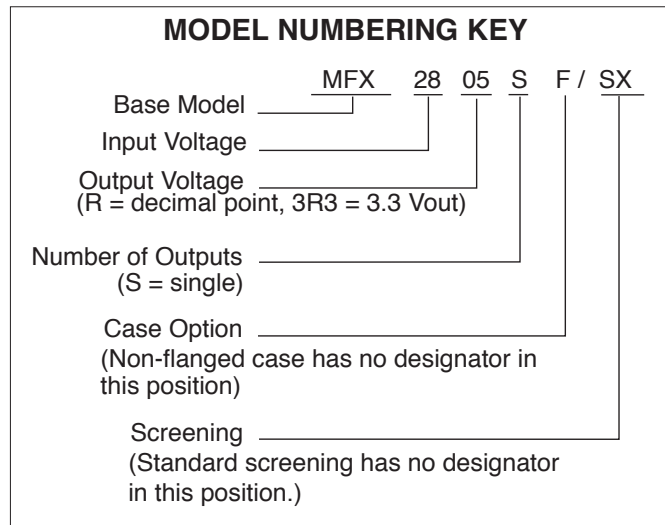 MODEL NUMBERING KEY
MFX 28 05 S F / SX
Base Model
Input Voltage
Output Voltage
(R = decimal point, 3R3 = 3.3 Vout)
Number of Outputs
(S = single)
Case Option
(Non-flanged case has no designator in
this position)
Screening
(Standard screening has no designator
in this position.)